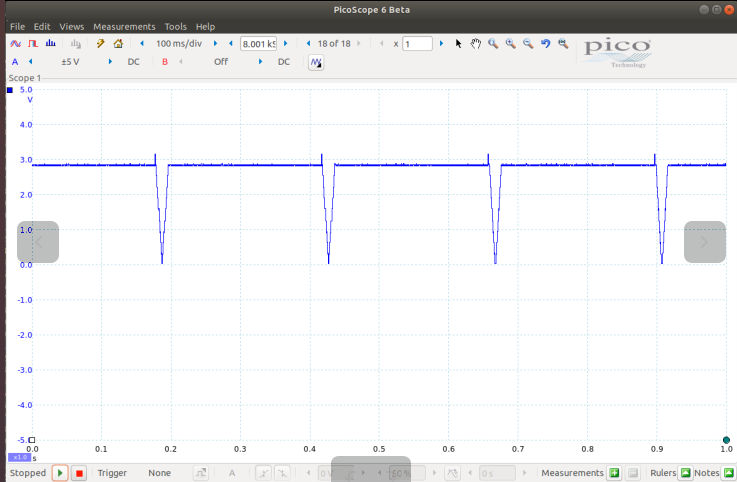 PicoScope 6 Beta
File Edit Views Measurements Tools Help
100 ms/div 8.001 kS 18 of 18 x 1 pico Technology
A ±5 V DC B Off DC
Scope 1
5.0
V
4.0
3.0
2.0
1.0
0.0
-1.0
-2.0
-3.0
-4.0
-5.0
0.0 0.1 0.2 0.3 0.4 0.5 0.6 0.7 0.8 0.9 1.0
x1.0 s
Stopped Trigger None A 0 V 50 % 0 s Measurements Rulers Notes